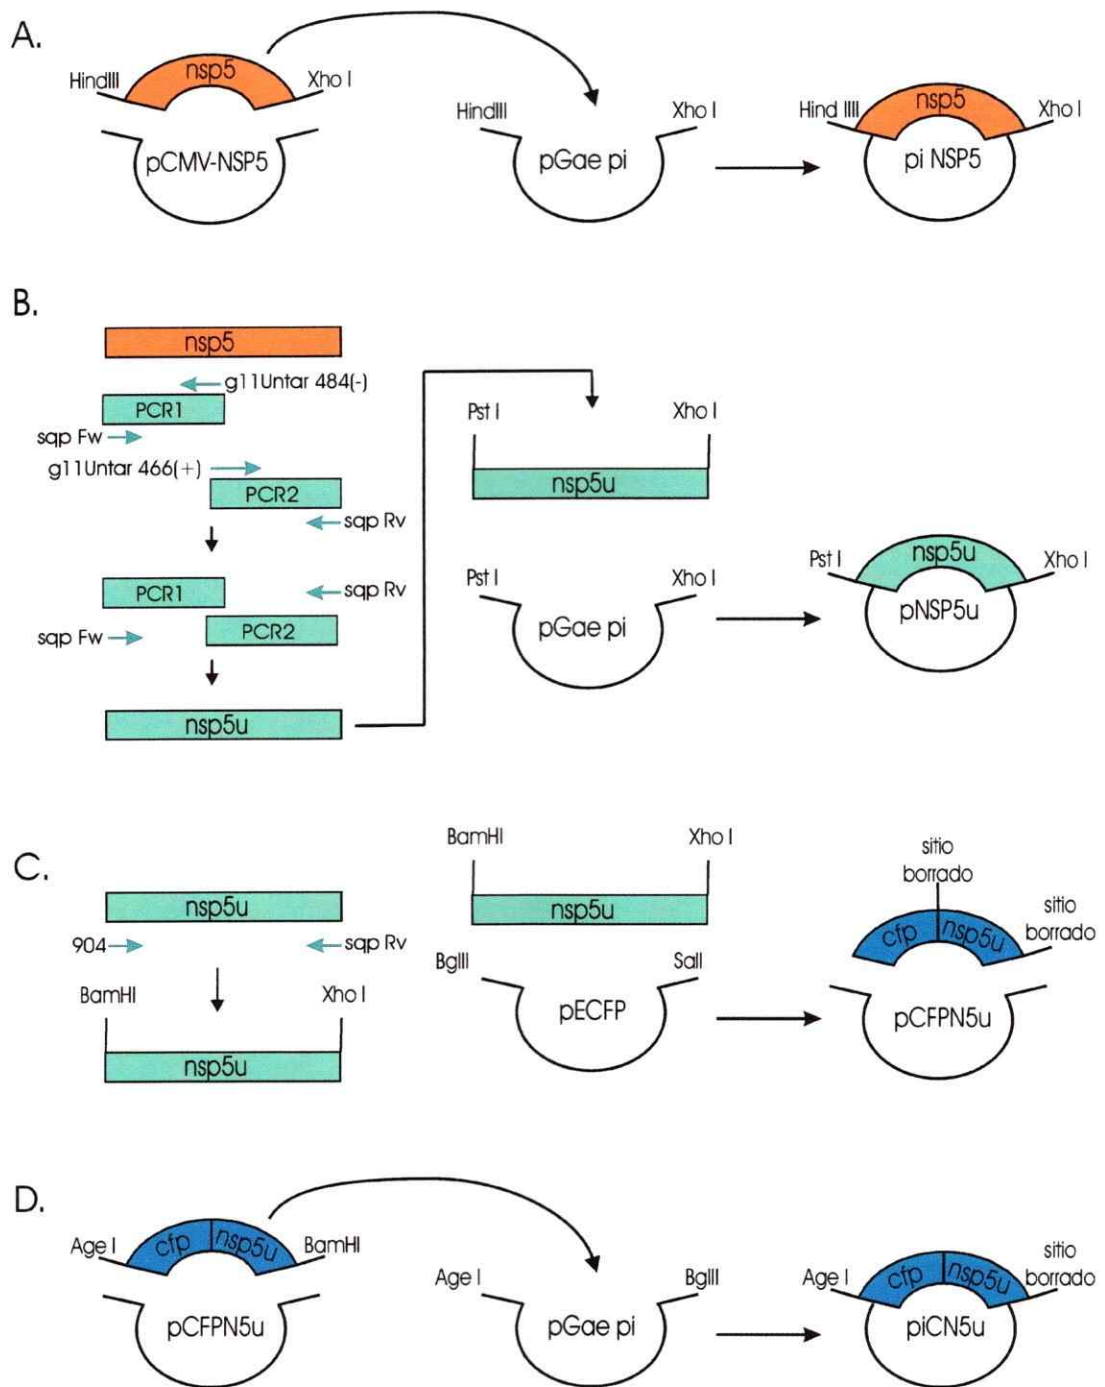 A.
HindIII
nsp5
Xho I
pCMV-NSP5
HindIII
Xho I
pGae pi
Hind IIII
nsp5
Xho I
pi NSP5
B.
nsp5
g11Untar 484(-)
PCR1
sqp Fw
g11Untar 466(+)
PCR2
sqp Rv
PCR1
sqp Rv
sqp Fw
PCR2
nsp5u
Pst I
Xho I
nsp5u
Pst I
Xho I
pGae pi
Pst I
nsp5u
Xho I
pNSP5u
C.
nsp5u
904
sqp Rv
BamHI
Xho I
nsp5u
BamHI
Xho I
nsp5u
BglII
SalI
pECFP
sitio
borrado
sitio
borrado
cfp
nsp5u
pCFPN5u
D.
Age I
cfp
nsp5u
BamHI
pCFPN5u
Age I
BglII
pGae pi
Age I
cfp
nsp5u
sitio
borrado
piCN5u